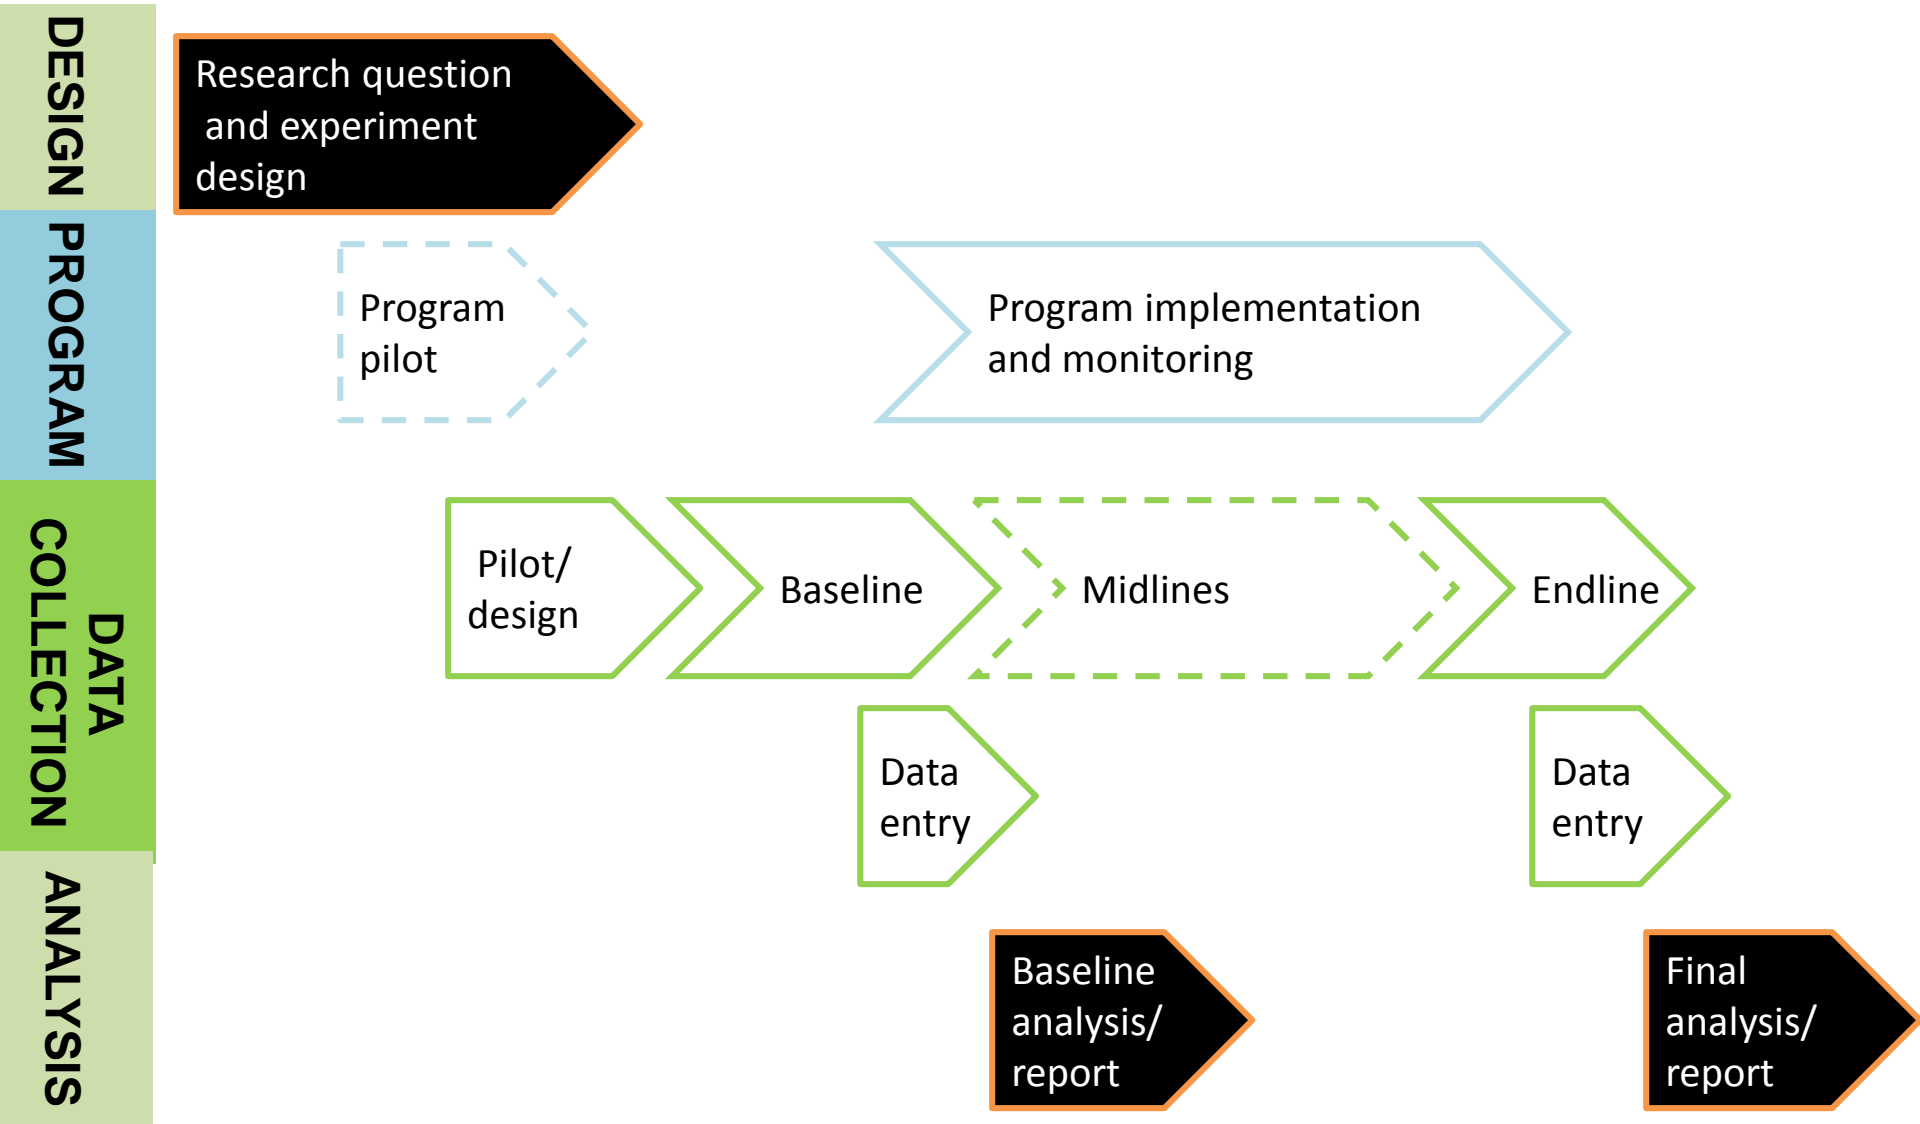 DESIGN
Research question
and experiment
design
PROGRAM
Program
pilot
Program implementation
and monitoring
DATA
COLLECTION
Pilot/
design
Baseline
Midlines
Endline
Data
entry
Data
entry
ANALYSIS
Baseline
analysis/
report
Final
analysis/
report